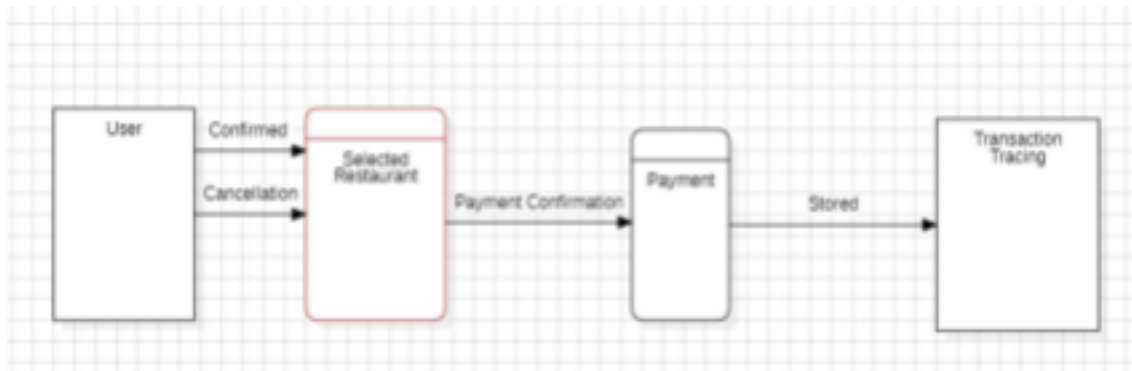 User
Confirmed
Cancellation
Selected
Restaurant
Payment Confirmation
Payment
Stored
Transaction
Tracing